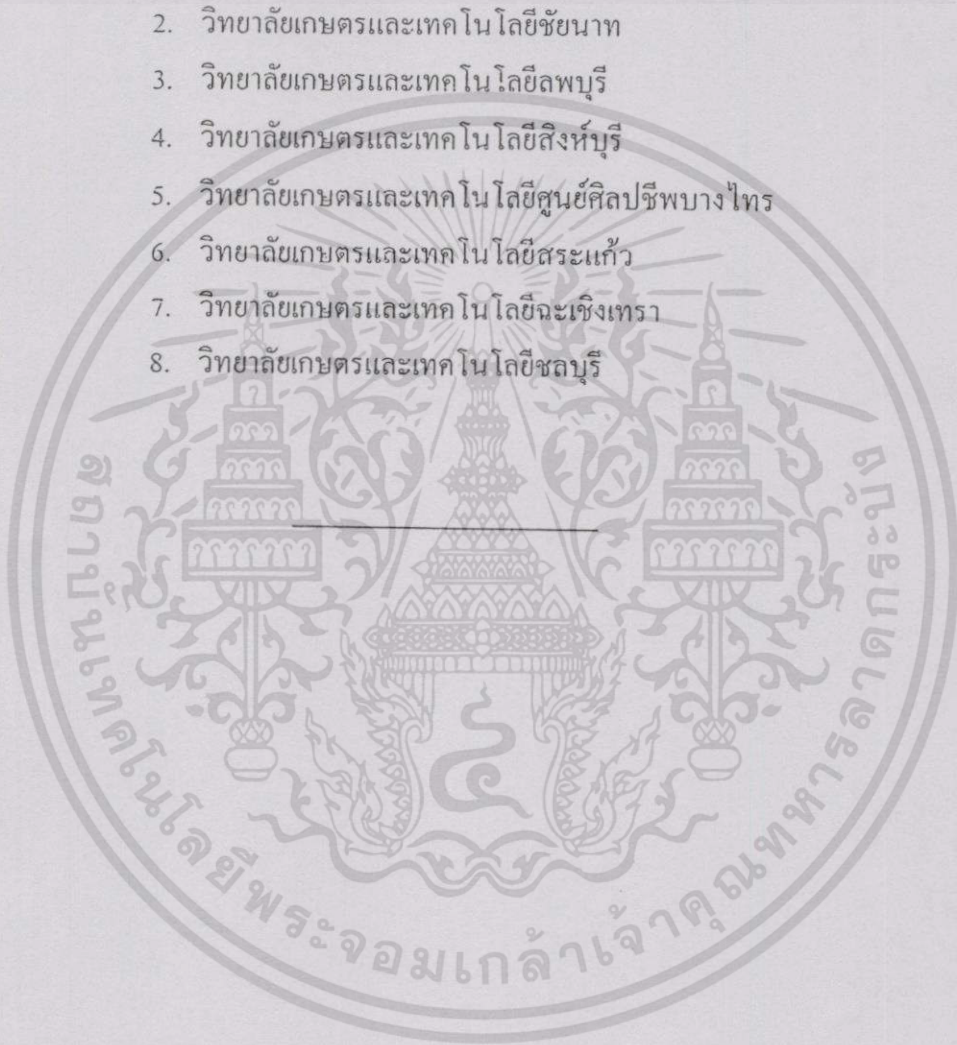 2. วิทยาลัยเกษตรและเทคโนโลยีชัยนาท
3. วิทยาลัยเกษตรและเทคโนโลยีลพบุรี
4. วิทยาลัยเกษตรและเทคโนโลยีสิงห์บุรี
5. วิทยาลัยเกษตรและเทคโนโลยีศูนย์ศิลปชีพบางไทร
6. วิทยาลัยเกษตรและเทคโนโลยีสระแก้ว
7. วิทยาลัยเกษตรและเทคโนโลยีฉะเชิงเทรา
8. วิทยาลัยเกษตรและเทคโนโลยีชลบุรี
๔
สถาบันเทคโนโลยีพระจอมเกล้าเจ้าคุณทหารลาดกระบัง